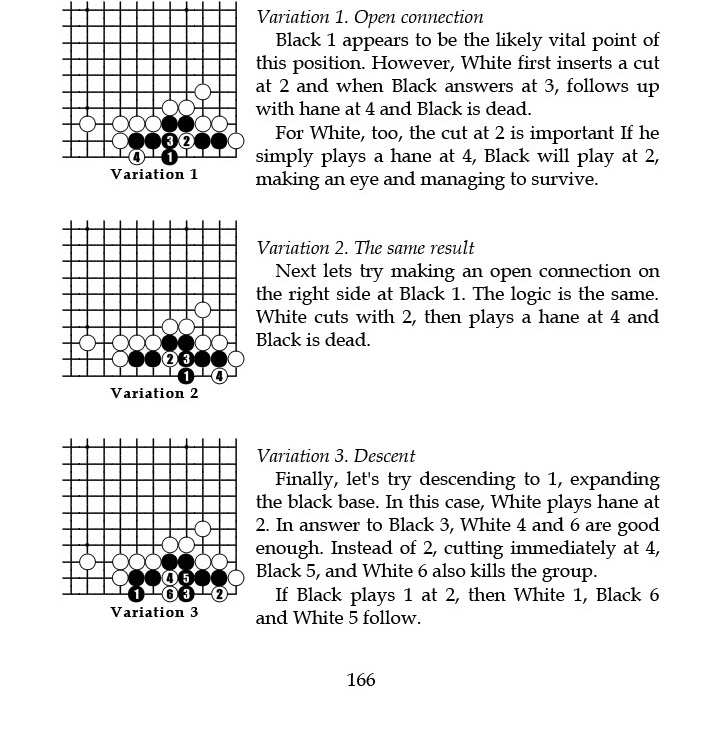 Variation 1. Open connection
Black 1 appears to be the likely vital point of
this position. However, White first inserts a cut
at 2 and when Black answers at 3, follows up
with hane at 4 and Black is dead.
For White, too, the cut at 2 is important If he
simply plays a hane at 4, Black will play at 2,
making an eye and managing to survive.
3 2
4 1
Variation 1
Variation 2. The same result
Next lets try making an open connection on
the right side at Black 1. The logic is the same.
White cuts with 2, then plays a hane at 4 and
Black is dead.
2 3
1 4
Variation 2
Variation 3. Descent
Finally, let's try descending to 1, expanding
the black base. In this case, White plays hane at
2. In answer to Black 3, White 4 and 6 are good
enough. Instead of 2, cutting immediately at 4,
Black 5, and White 6 also kills the group.
If Black plays 1 at 2, then White 1, Black 6
and White 5 follow.
4 5
1 6 3 2
Variation 3
166